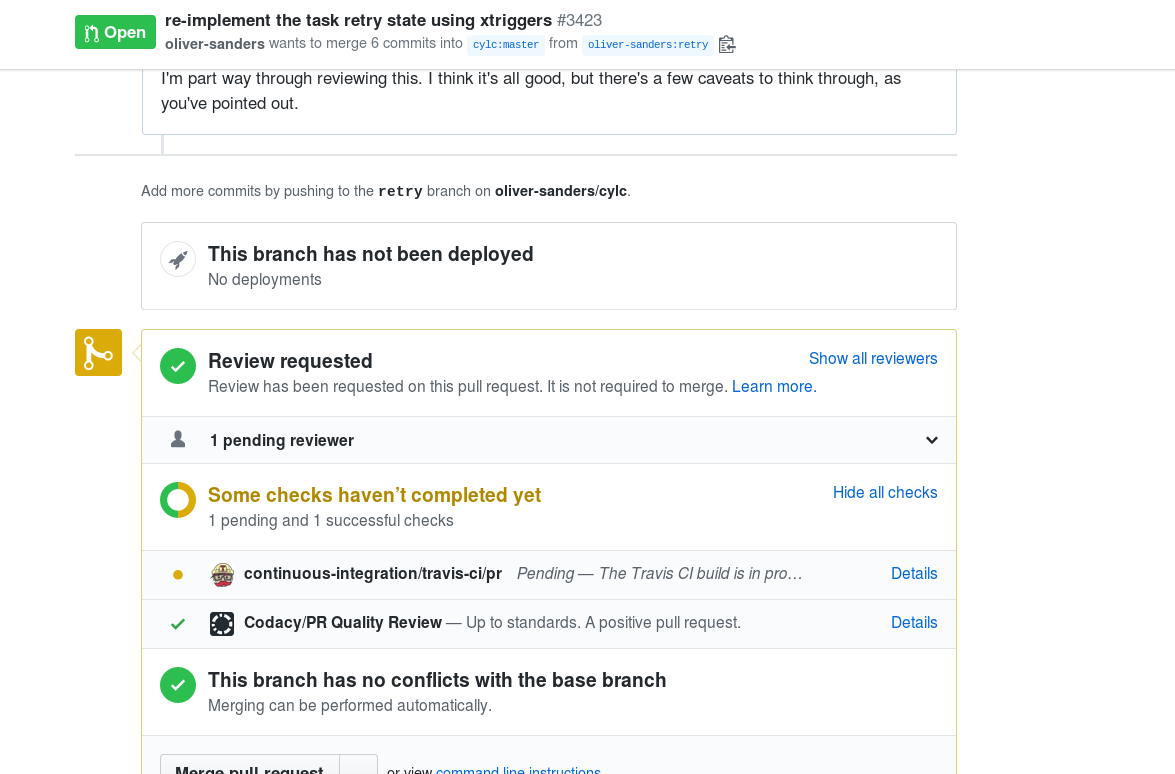 Open
re-implement the task retry state using xtriggers #3423
oliver-sanders wants to merge 6 commits into cylc:master from oliver-sanders:retry
I'm part way through reviewing this. I think it's all good, but there's a few caveats to think through, as
you've pointed out.
Add more commits by pushing to the retry branch on oliver-sanders/cylc.
This branch has not been deployed
No deployments
Review requested
Show all reviewers
Review has been requested on this pull request. It is not required to merge. Learn more.
1 pending reviewer
Some checks haven’t completed yet
Hide all checks
1 pending and 1 successful checks
continuous-integration/travis-ci/pr Pending — The Travis CI build is in pro… Details
Codacy/PR Quality Review — Up to standards. A positive pull request. Details
This branch has no conflicts with the base branch
Merging can be performed automatically.
Merge pull request or view command line instructions.